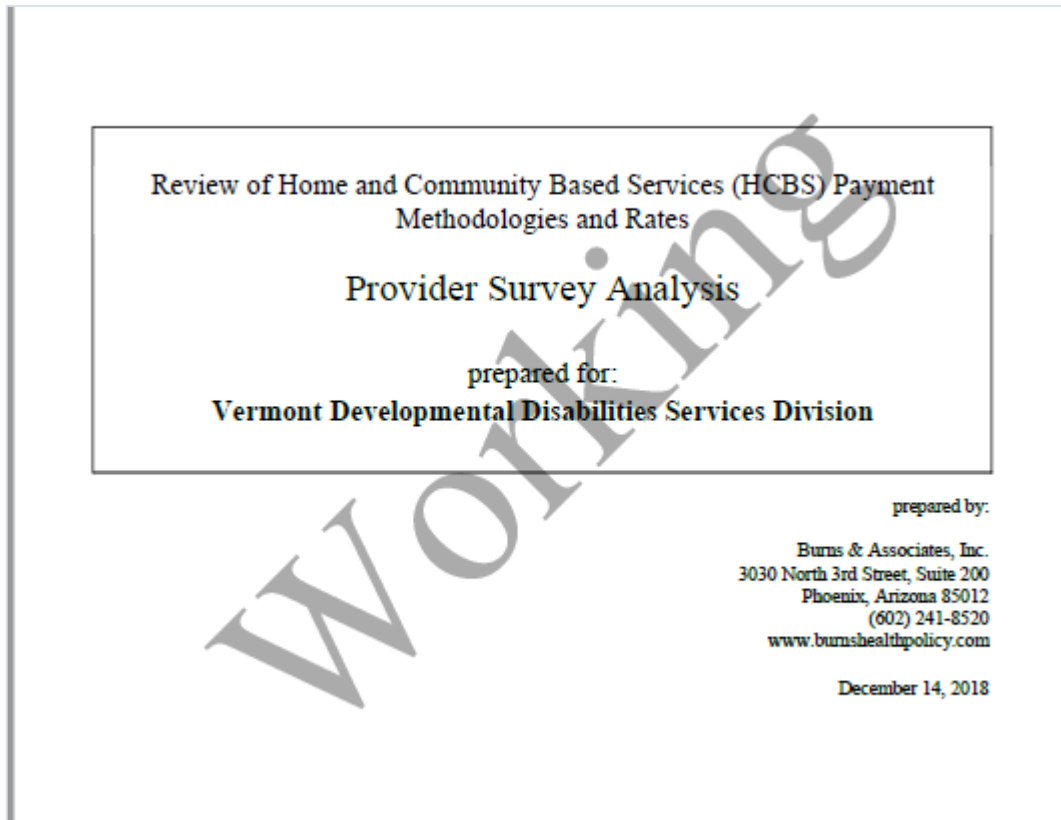 Review of Home and Community Based Services (HCBS) Payment
Methodologies and Rates
Provider Survey Analysis
prepared for:
Vermont Developmental Disabilities Services Division
Working
prepared by:
Burns & Associates, Inc.
3030 North 3rd Street, Suite 200
Phoenix, Arizona 85012
(602) 241-8520
www.burnshealthpolicy.com
December 14, 2018